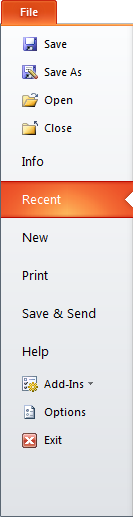 File
Save
Save As
Open
Close
Info
Recent
New
Print
Save & Send
Help
Add-Ins
Options
Exit